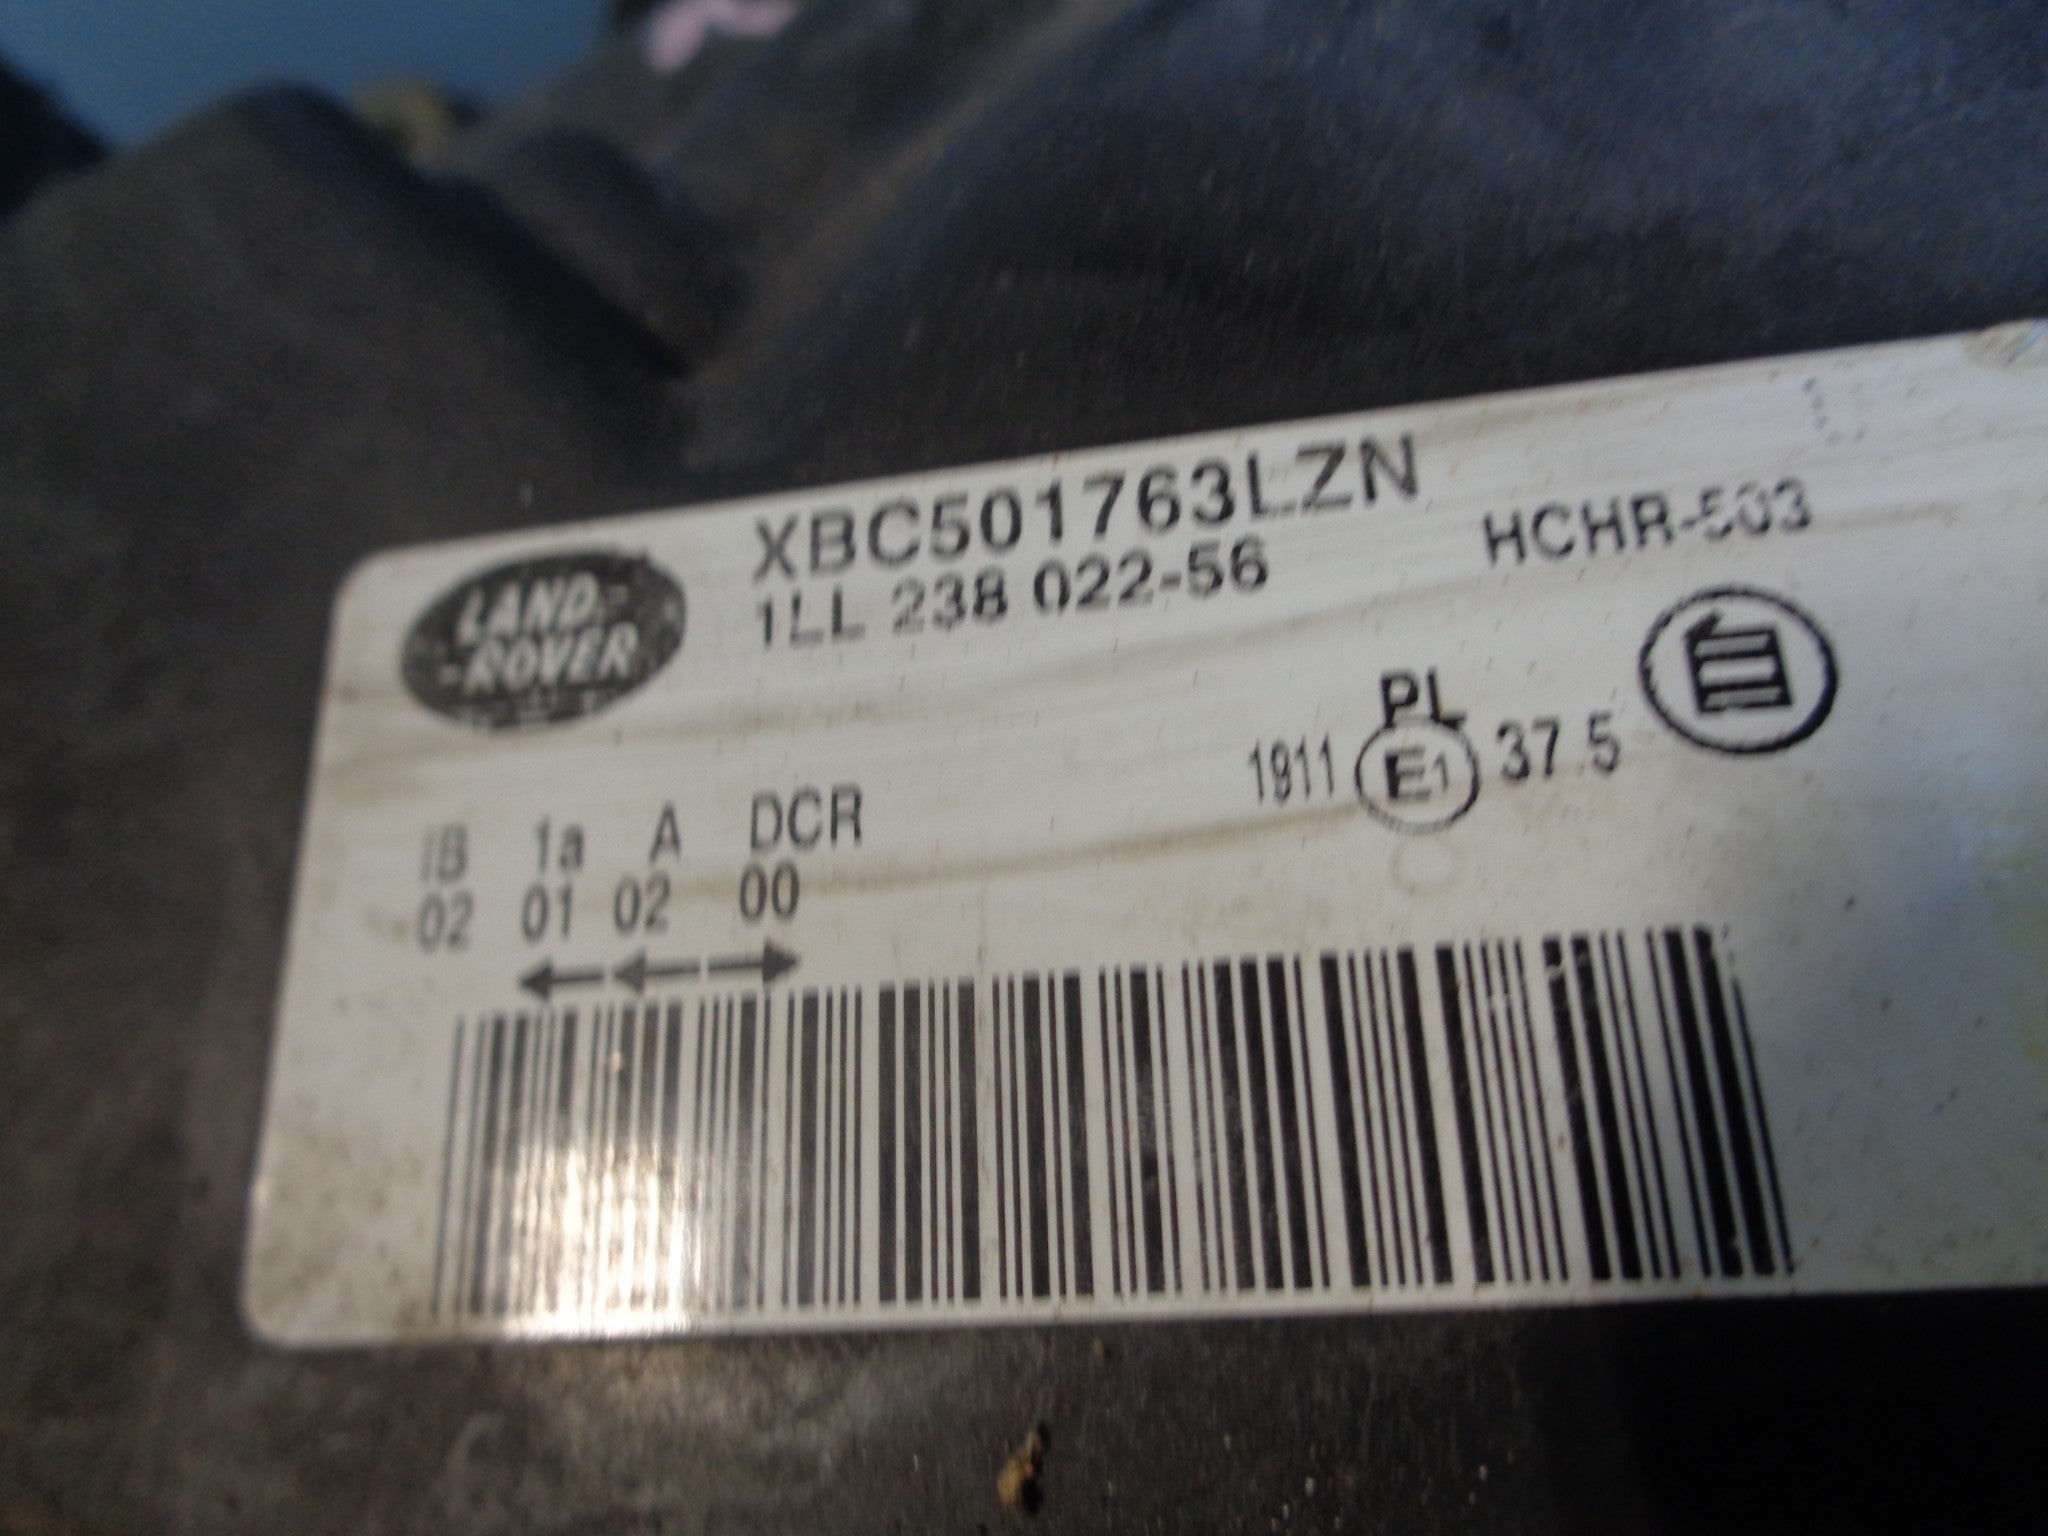 LAND-
-ROVER
XBC501763LZN
1LL 238 022-56
HCHR-503
PL
1911 E1 37.5
IB 1a A DCR
02 01 02 00